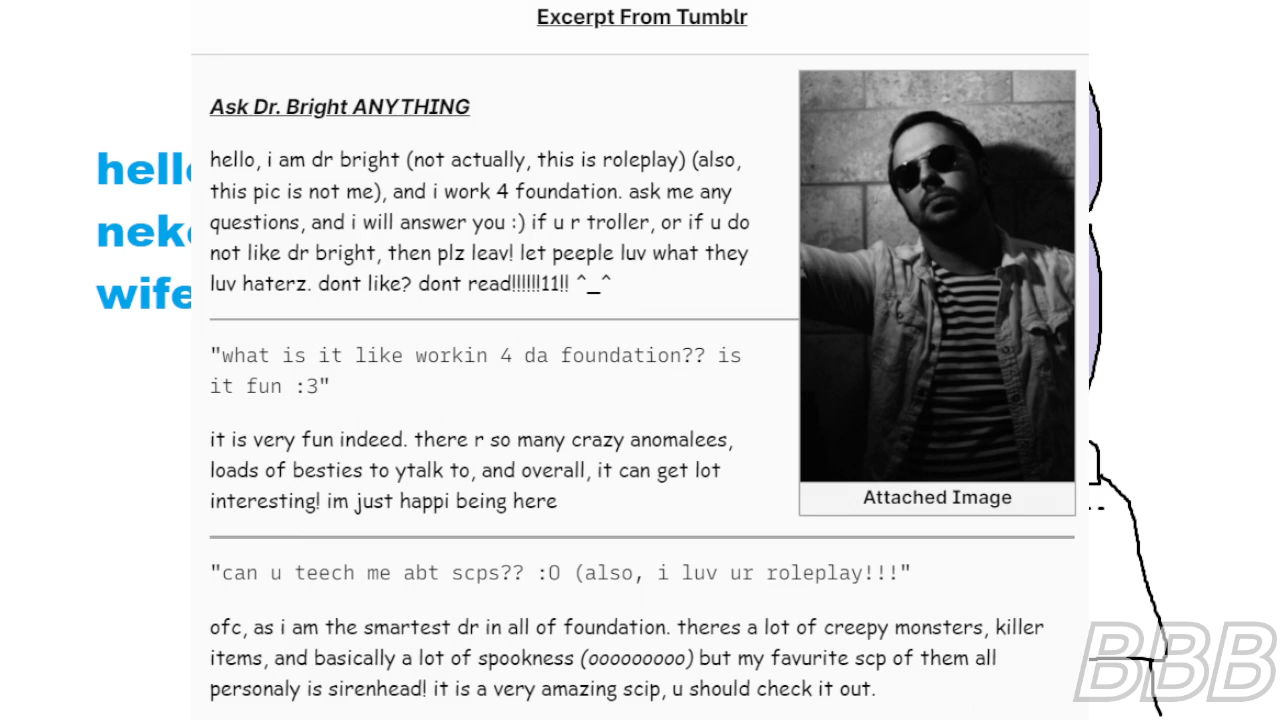 Excerpt From Tumblr
Ask Dr. Bright ANYTHING
hello, i am dr bright (not actually, this is roleplay) (also,
this pic is not me), and i work 4 foundation. ask me any
questions, and i will answer you :) if u r troller, or if u do
not like dr bright, then plz leav! let peeple luv what they
luv haterz. dont like? dont read!!!!!!11!! ^_^
"what is it like workin 4 da foundation?? is
it fun :3"
it is very fun indeed. there r so many crazy anomalees,
loads of besties to ytalk to, and overall, it can get lot
interesting! im just happi being here
Attached Image
"can u teech me abt scps?? :O (also, i luv ur roleplay!!!"
ofc, as i am the smartest dr in all of foundation. theres a lot of creepy monsters, killer
items, and basically a lot of spookness (ooooooooo) but my favurite scp of them all
personaly is sirenhead! it is a very amazing scip, u should check it out.
wife
BBB